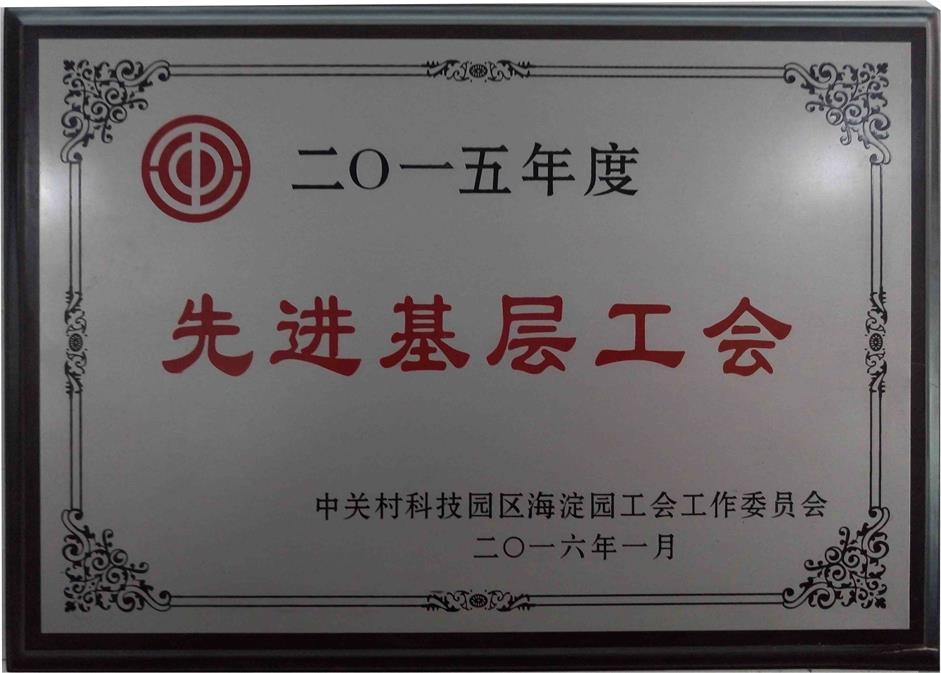 二〇一五年度
先进基层工会
中关村科技园区海淀园工会工作委员会
二〇一六年一月